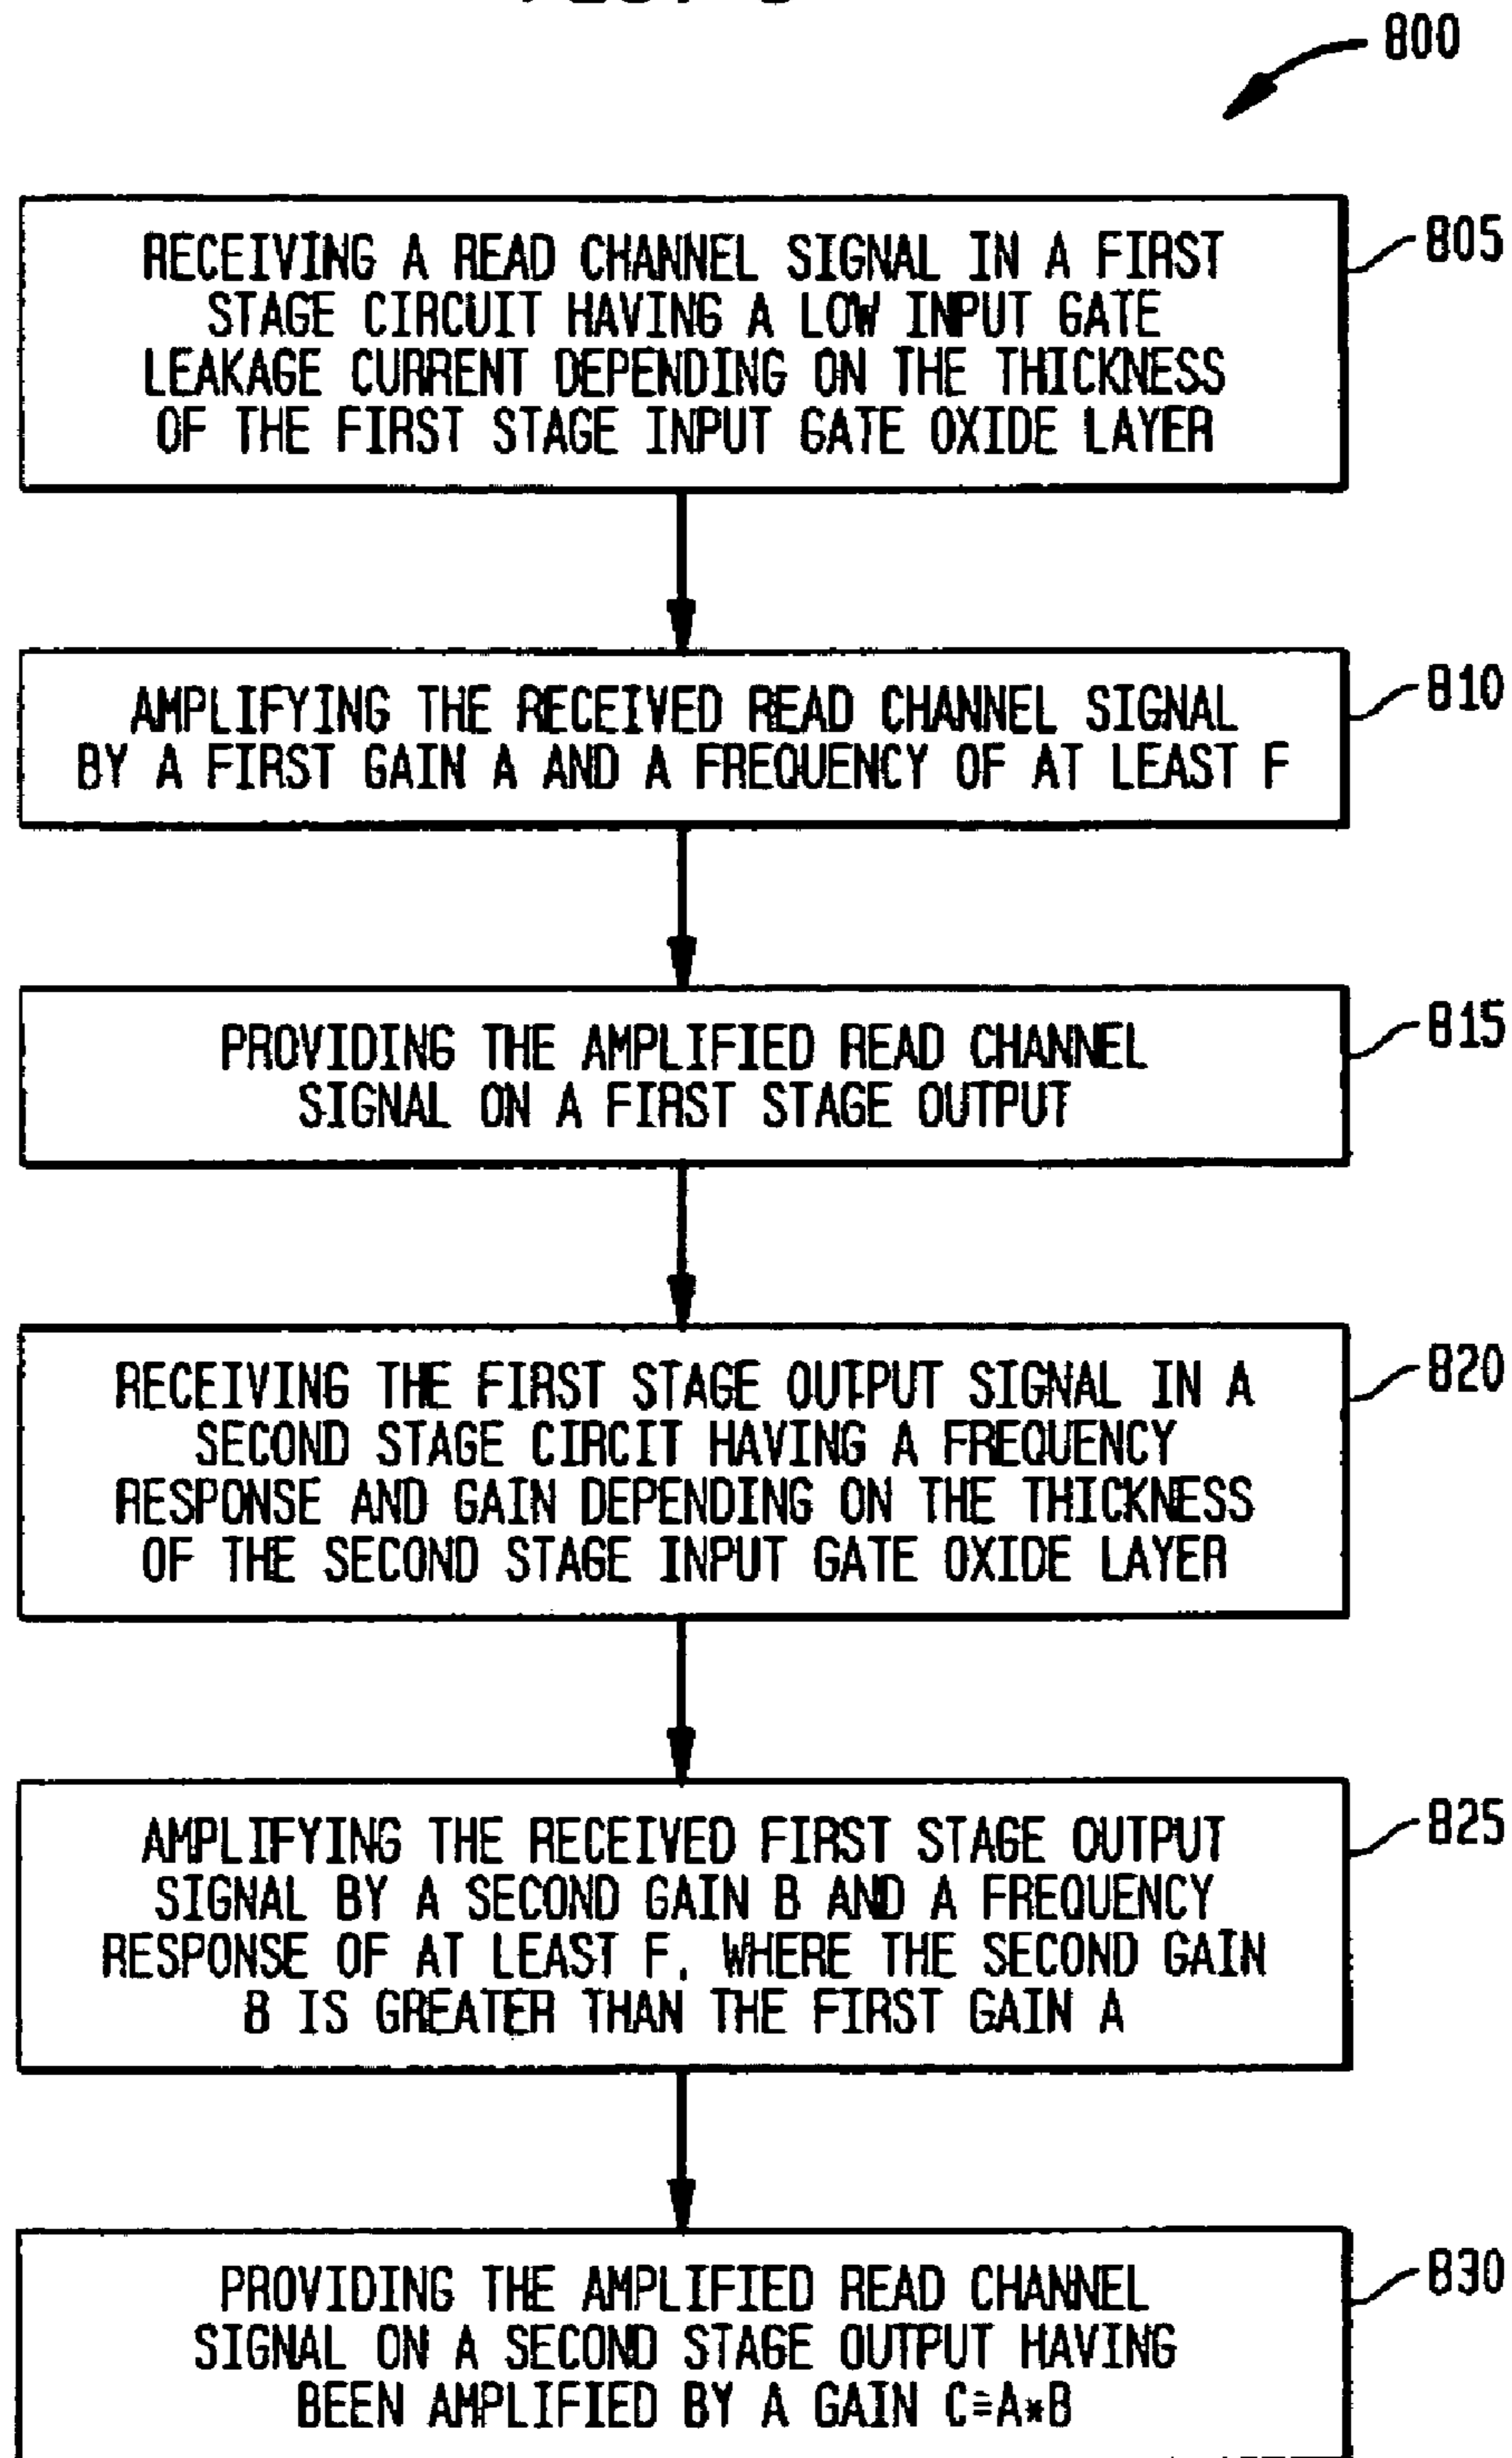 800
RECEIVING A READ CHANNEL SIGNAL IN A FIRST
STAGE CIRCUIT HAVING A LOW INPUT GATE
LEAKAGE CURRENT DEPENDING ON THE THICKNESS
OF THE FIRST STAGE INPUT GATE OXIDE LAYER
805
AMPLIFYING THE RECEIVED READ CHANNEL SIGNAL
BY A FIRST GAIN A AND A FREQUENCY OF AT LEAST F
810
PROVIDING THE AMPLIFIED READ CHANNEL
SIGNAL ON A FIRST STAGE OUTPUT
815
RECEIVING THE FIRST STAGE OUTPUT SIGNAL IN A
SECOND STAGE CIRCIT HAVING A FREQUENCY
RESPONSE AND GAIN DEPENDING ON THE THICKNESS
OF THE SECOND STAGE INPUT GATE OXIDE LAYER
820
AMPLIFYING THE RECEIVED FIRST STAGE OUTPUT
SIGNAL BY A SECOND GAIN B AND A FREQUENCY
RESPONSE OF AT LEAST F, WHERE THE SECOND GAIN
B IS GREATER THAN THE FIRST GAIN A
825
PROVIDING THE AMPLIFIED READ CHANNEL
SIGNAL ON A SECOND STAGE OUTPUT HAVING
BEEN AMPLIFIED BY A GAIN C≅A*B
830